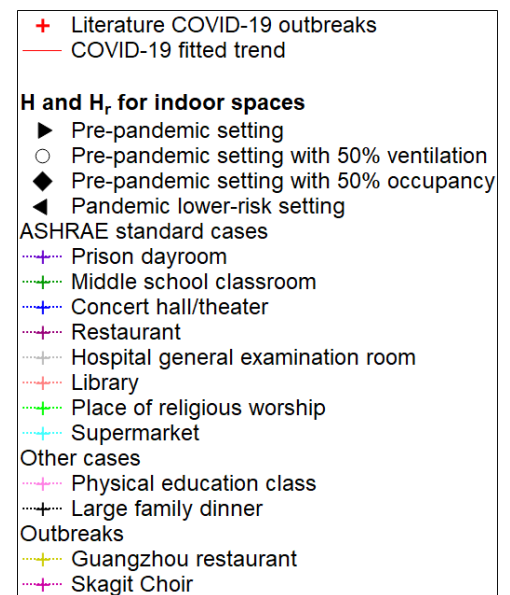 Literature COVID-19 outbreaks
COVID-19 fitted trend
H and Hr for indoor spaces
Pre-pandemic setting
Pre-pandemic setting with 50% ventilation
Pre-pandemic setting with 50% occupancy
Pandemic lower-risk setting
ASHRAE standard cases
Prison dayroom
Middle school classroom
Concert hall/theater
Restaurant
Hospital general examination room
Library
Place of religious worship
Supermarket
Other cases
Physical education class
Large family dinner
Outbreaks
Guangzhou restaurant
Skagit Choir